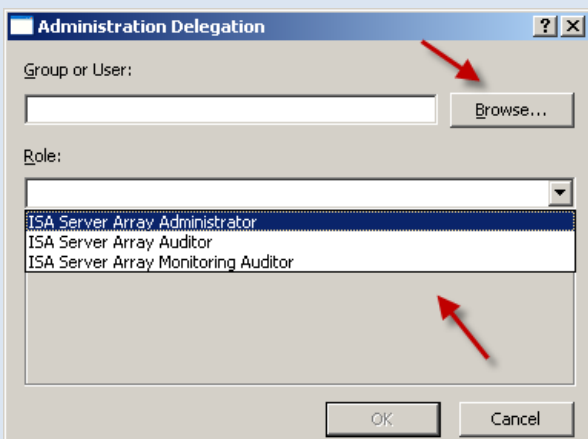 Administration Delegation
Group or User:
Browse...
Role:
ISA Server Array Administrator
ISA Server Array Auditor
ISA Server Array Monitoring Auditor
OK
Cancel